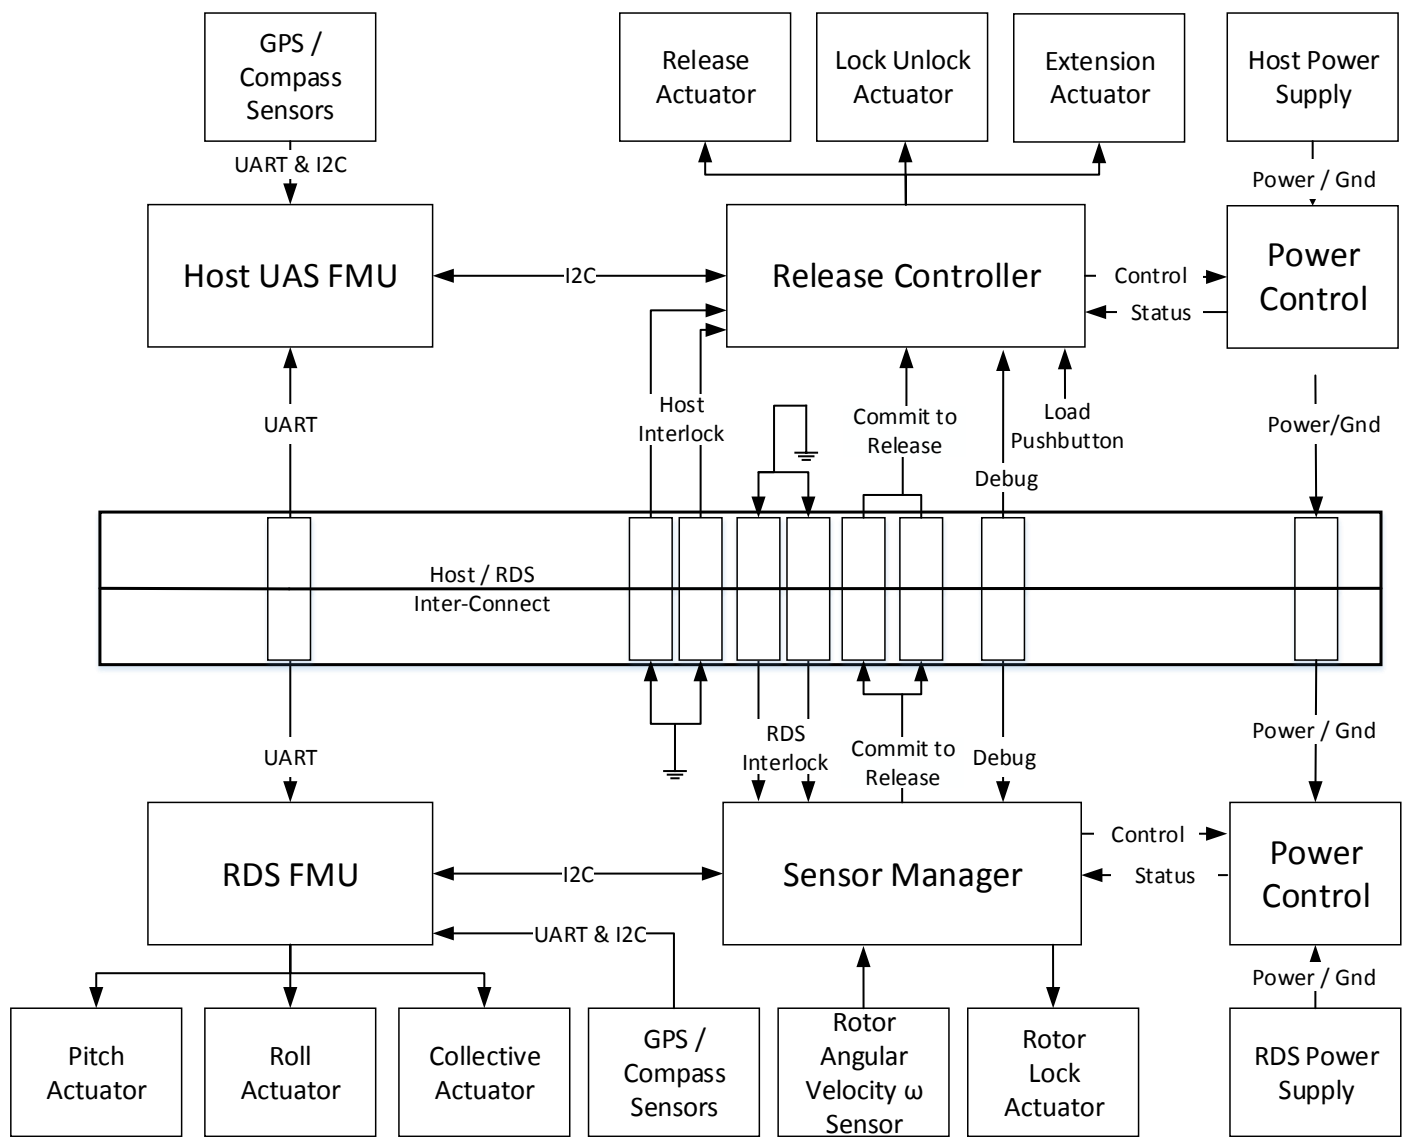 GPS /
Compass
Sensors
Release
Actuator
Lock Unlock
Actuator
Extension
Actuator
Host Power
Supply
UART & I2C
Power / Gnd
Host UAS FMU
I2C
Release Controller
Control
Status
Power
Control
UART
Host
Interlock
Commit to
Release
Load
Pushbutton
Debug
Power/Gnd
Host / RDS
Inter-Connect
UART
RDS
Interlock
Commit to
Release
Debug
Power / Gnd
RDS FMU
I2C
Sensor Manager
Control
Status
Power
Control
UART & I2C
Power / Gnd
Pitch
Actuator
Roll
Actuator
Collective
Actuator
GPS /
Compass
Sensors
Rotor
Angular
Velocity ω
Sensor
Rotor
Lock
Actuator
RDS Power
Supply